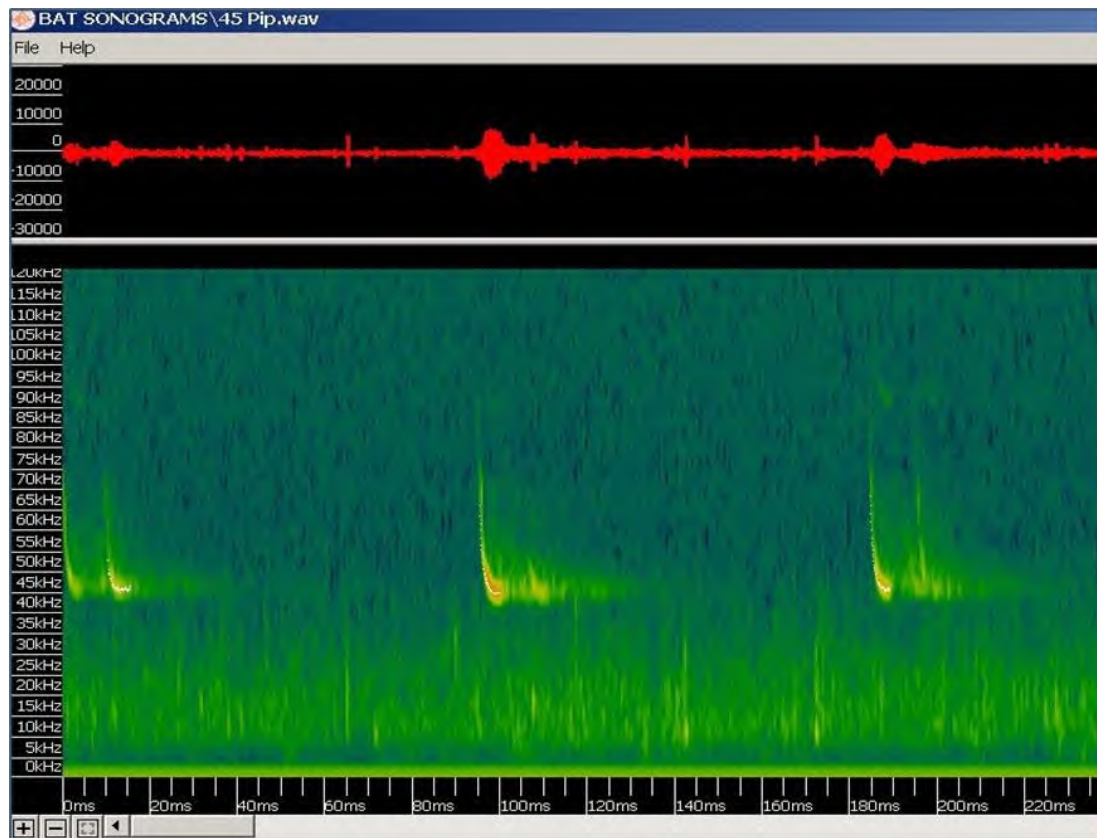 BAT SONOGRAMS\45 Pip.wav
File Help
20000
10000
0
-10000
-20000
-30000
120kHz
115kHz
110kHz
105kHz
100kHz
95kHz
90kHz
85kHz
80kHz
75kHz
70kHz
65kHz
60kHz
55kHz
50kHz
45kHz
40kHz
35kHz
30kHz
25kHz
20kHz
15kHz
10kHz
5kHz
0kHz
0ms 20ms 40ms 60ms 80ms 100ms 120ms 140ms 160ms 180ms 200ms 220ms